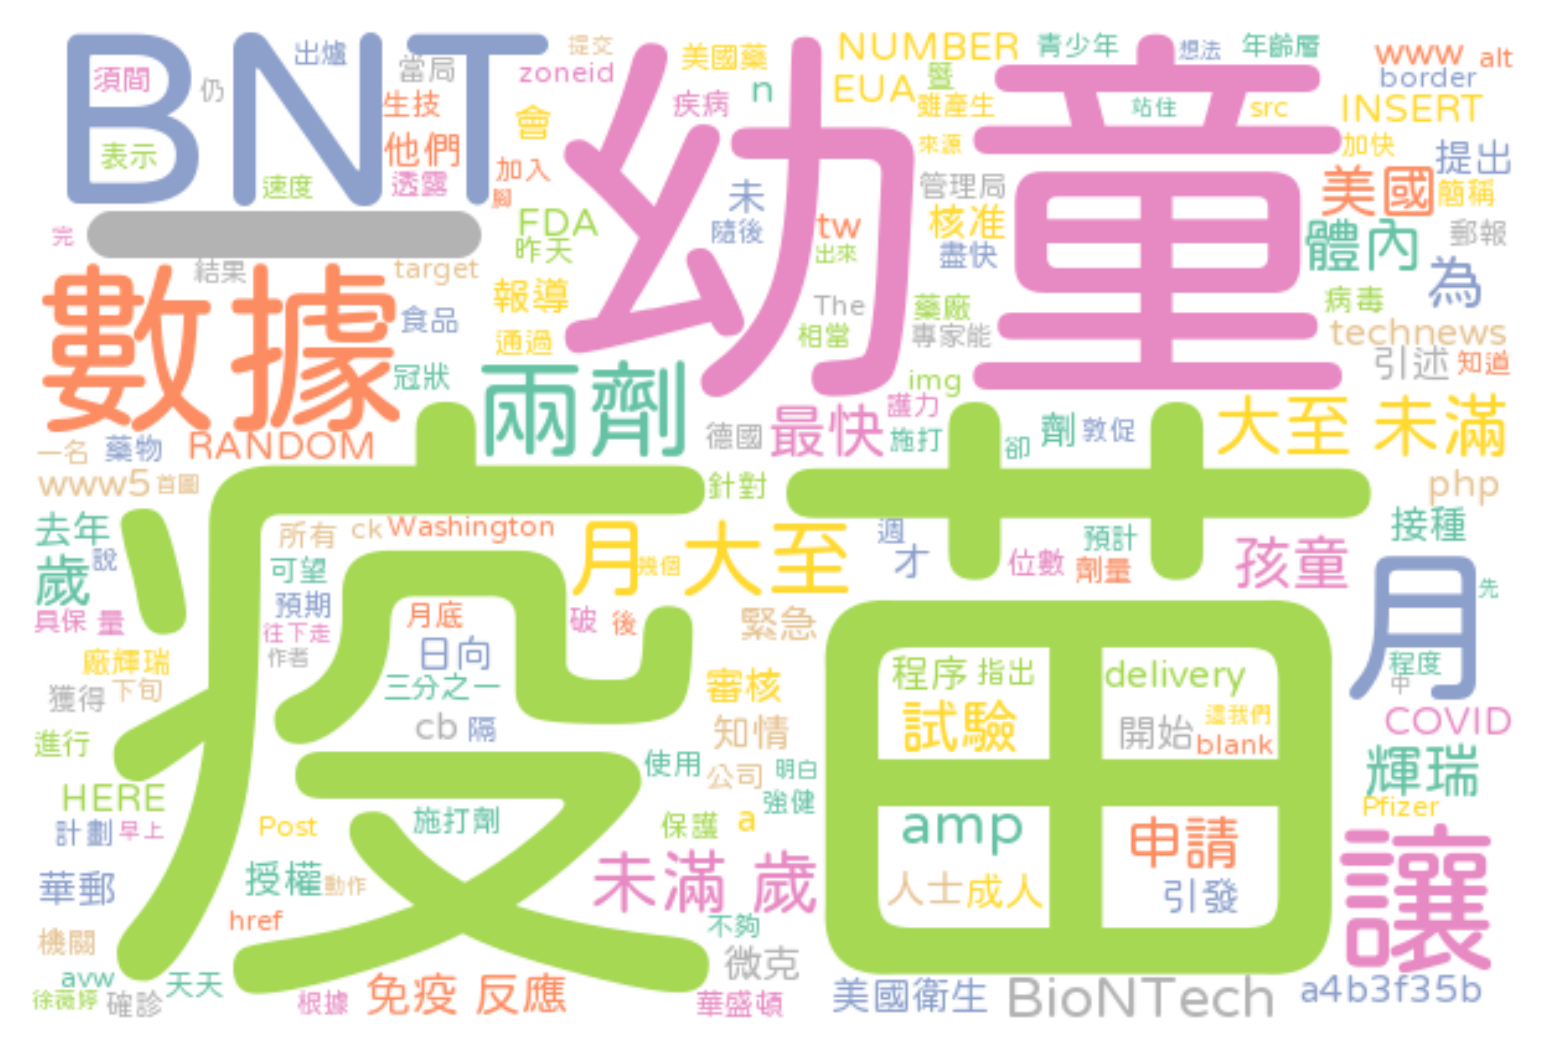 BNT
幼童
疫苗
數據
兩劑
讓
月
須間
仍
出爐
當局
提交
zoneid
生技
他們
透露
表示
速度
加入
腳
會
美國藥
疾病
n
NUMBER
EUA
暨
雖產生
來源
青少年
想法
年齡層
站住
src
www
alt
border
INSERT
加快
提出
美國
簡稱
管理局
核准
盡快
未
隨後
tw
出來
FDA
昨天
完
結果
target
報導
食品
通過
冠狀
The
相當
藥廠
專家能
img
體內
郵報
為
病毒
technews
引述
知道
一名
藥物
RANDOM
www5
首圖
德國
最快
護力
施打
卻
劑
敦促
大至
未滿
針對
php
去年
歲
說
所有
ck
Washington
可望
預期
往下走
作者
月
幾個
大至
週
才
位數
預計
劑量
孩童
接種
先
程度
中
具保
量
月底
日向
三分之一
cb
隔
破
後
緊急
審核
知情
程序
指出
delivery
試驗
開始
還我們
blank
COVID
廠輝瑞
獲得
下旬
進行
HERE
計劃
早上
Post
施打劑
使用
公司
明白
強健
保護
a
amp
人士
成人
申請
引發
輝瑞
Pfizer
華郵
授權
動作
href
未滿 歲
不夠
微克
機關
avw
天天
徐薇婷
確診
根據
免疫
反應
華盛頓
美國衛生
BioNTech
a4b3f35b